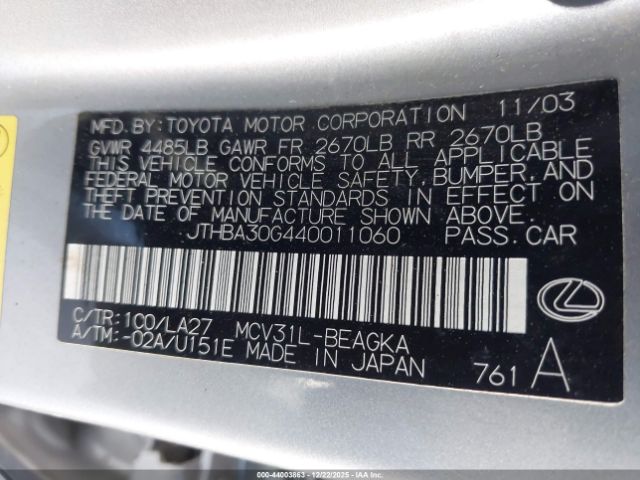 MFD.BY:TOYOTA MOTOR CORPORATION 11/03
GVWR 4485LB GAWR FR 2670LB RR 2670LB
THIS VEHICLE CONFORMS TO ALL APPLICABLE
FEDERAL MOTOR VEHICLE SAFETY,BUMPER,AND
THEFT PREVENTION STANDARDS IN EFFECT ON
THE DATE OF MANUFACTURE SHOWN ABOVE.
JTHBA30G440011060 PASS.CAR
C/TR:1C0/LA27 MCV31L-BEAGKA
A/TM:-02A/U151E MADE IN JAPAN
761 A
000-44003863 - 12/22/2025 - IAAI.COM